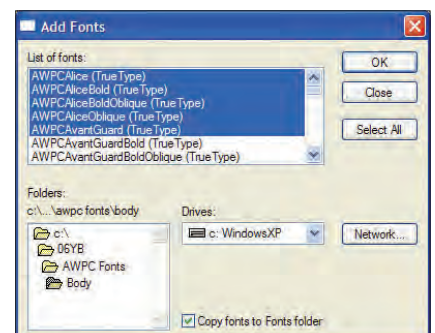 Add Fonts
List of fonts:
AWPCAlice (TrueType)
AWPCAliceBold (TrueType)
AWPCAliceBoldOblique (TrueType)
AWPCAliceOblique (TrueType)
AWPCAvantGuard (TrueType)
AWPCAvantGuardBold (TrueType)
AWPCAvantGuardBoldOblique (TrueType)
OK
Close
Select All
Folders:
c:\...\awpc fonts\body
c:\
06YB
AWPC Fonts
Body
Drives:
c: WindowsXP
Network...
Copy fonts to Fonts folder